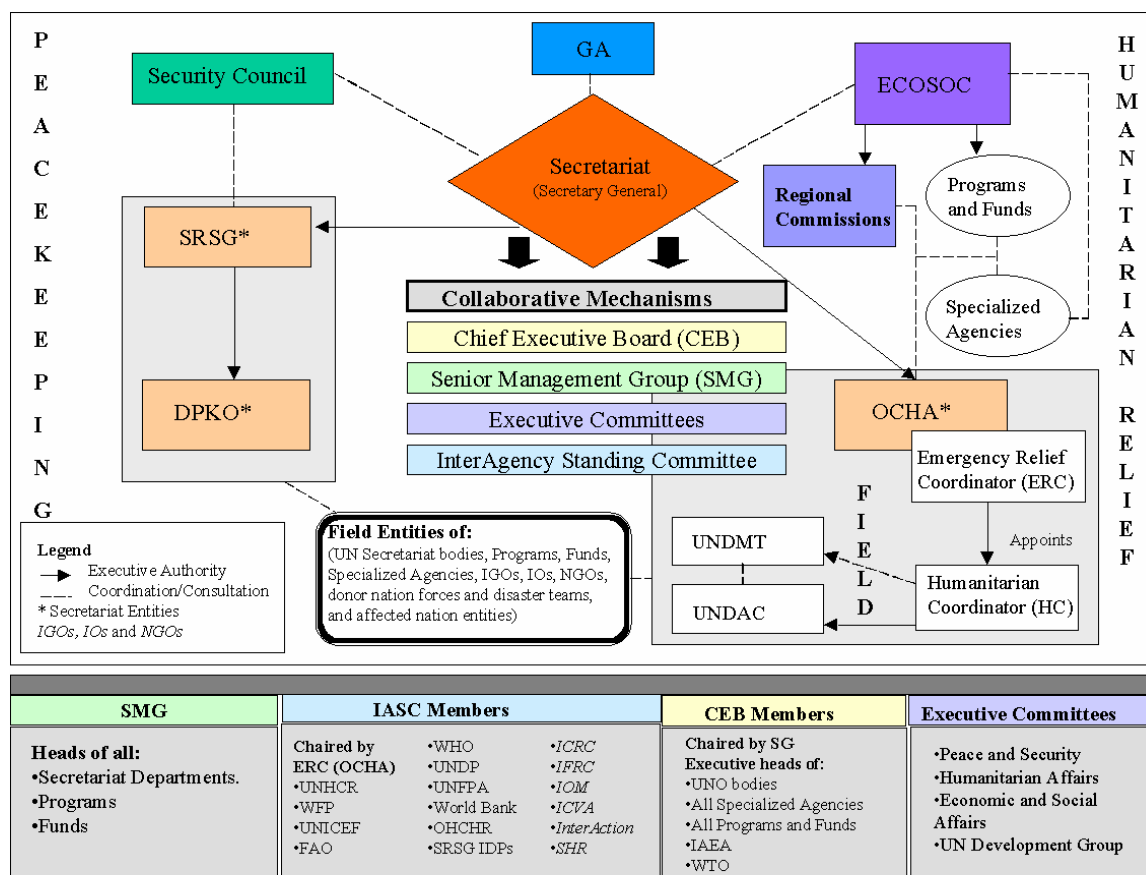 PEACEKEEPING
HUMANITARIAN RELIEF
GA
Security Council
ECOSOC
Secretariat
(Secretary General)
Regional
Commissions
Programs
and Funds
SRSG*
Specialized
Agencies
Collaborative Mechanisms
Chief Executive Board (CEB)
Senior Management Group (SMG)
Executive Committees
InterAgency Standing Committee
DPKO*
OCHA*
Emergency Relief
Coordinator (ERC)
FIELD
Appoints
UNDMT
Humanitarian
Coordinator (HC)
UNDAC
Field Entities of:
(UN Secretariat bodies, Programs, Funds,
Specialized Agencies, IGOs, IOs, NGOs,
donor nation forces and disaster teams,
and affected nation entities)
Legend
Executive Authority
Coordination/Consultation
* Secretariat Entities
IGOs, IOs and NGOs
SMG
Heads of all:
•Secretariat Departments.
•Programs
•Funds
IASC Members
Chaired by
ERC (OCHA)
•UNHCR
•WFP
•UNICEF
•FAO
•WHO
•UNDP
•UNFPA
•World Bank
•OHCHR
•SRSG IDPs
•ICRC
•IFRC
•IOM
•ICVA
•InterAction
•SHR
CEB Members
Chaired by SG
Executive heads of:
•UNO bodies
•All Specialized Agencies
•All Programs and Funds
•IAEA
•WTO
Executive Committees
•Peace and Security
•Humanitarian Affairs
•Economic and Social
Affairs
•UN Development Group